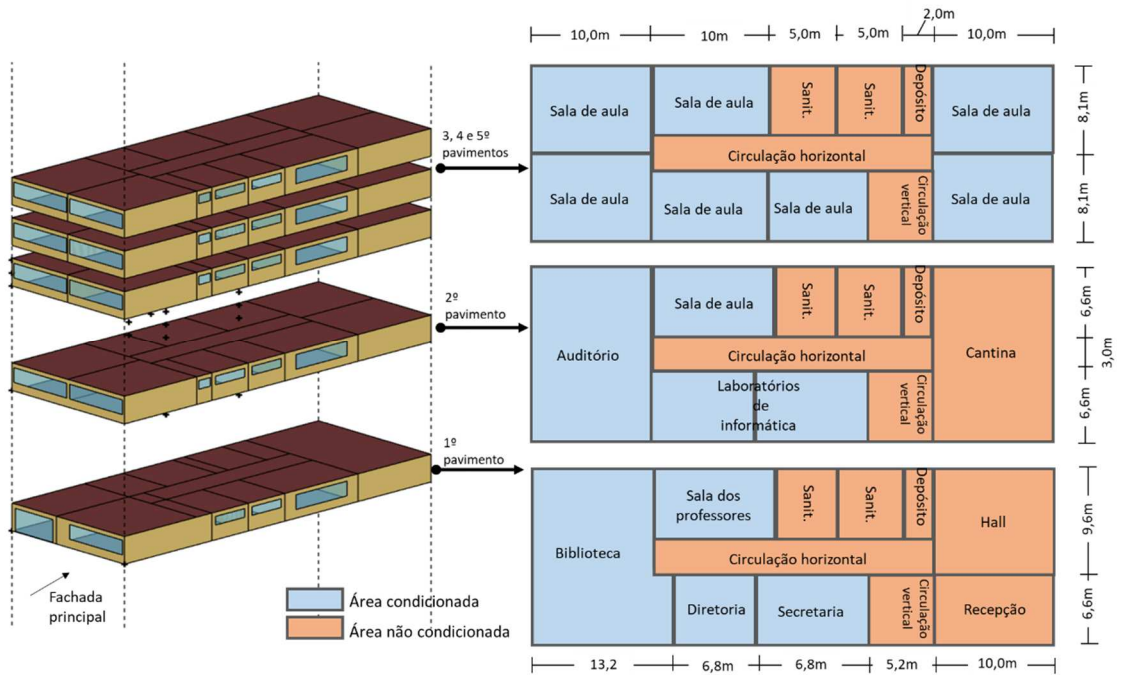 2,0m
10,0m
10m
5,0m
5,0m
10,0m
3, 4 e 5º
pavimentos
Sala de aula
Sala de aula
Sanit.
Sanit.
Depósito
Sala de aula
Circulação horizontal
Sala de aula
Sala de aula
Sala de aula
Circulação
vertical
Sala de aula
8,1m
8,1m
2º
pavimento
Auditório
Sala de aula
Sanit.
Sanit.
Depósito
Cantina
Circulação horizontal
Laboratórios
de
informática
Circulação
vertical
6,6m
3,0m
6,6m
1º
pavimento
Biblioteca
Sala dos
professores
Sanit.
Sanit.
Depósito
Hall
Circulação horizontal
Diretoria
Secretaria
Circulação
vertical
Recepção
9,6m
6,6m
Fachada
principal
Área condicionada
Área não condicionada
13,2
6,8m
6,8m
5,2m
10,0m